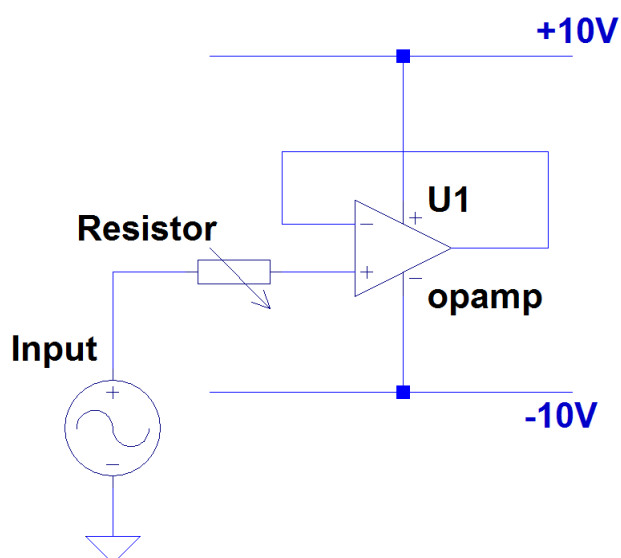 +10V
U1
Resistor
opamp
Input
-10V